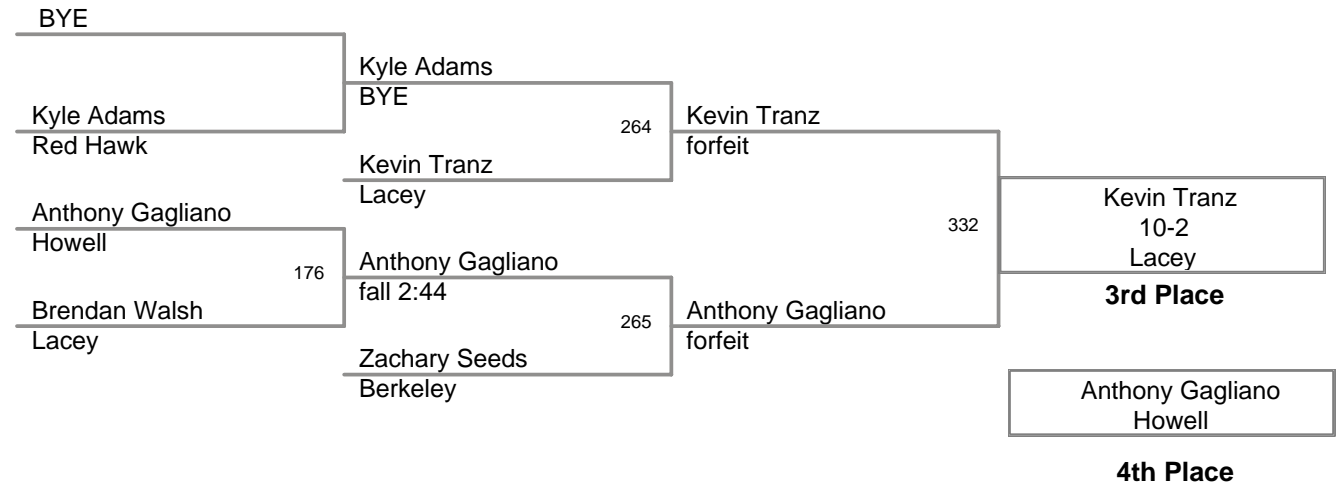 BYE
Kyle Adams
BYE
Kyle Adams
Red Hawk
264
Kevin Tranz
forfeit
Kevin Tranz
Lacey
Anthony Gagliano
Howell
176
Anthony Gagliano
fall 2:44
Brendan Walsh
Lacey
265
Anthony Gagliano
forfeit
Zachary Seeds
Berkeley
332
Kevin Tranz
10-2
Lacey
3rd Place
Anthony Gagliano
Howell
4th Place